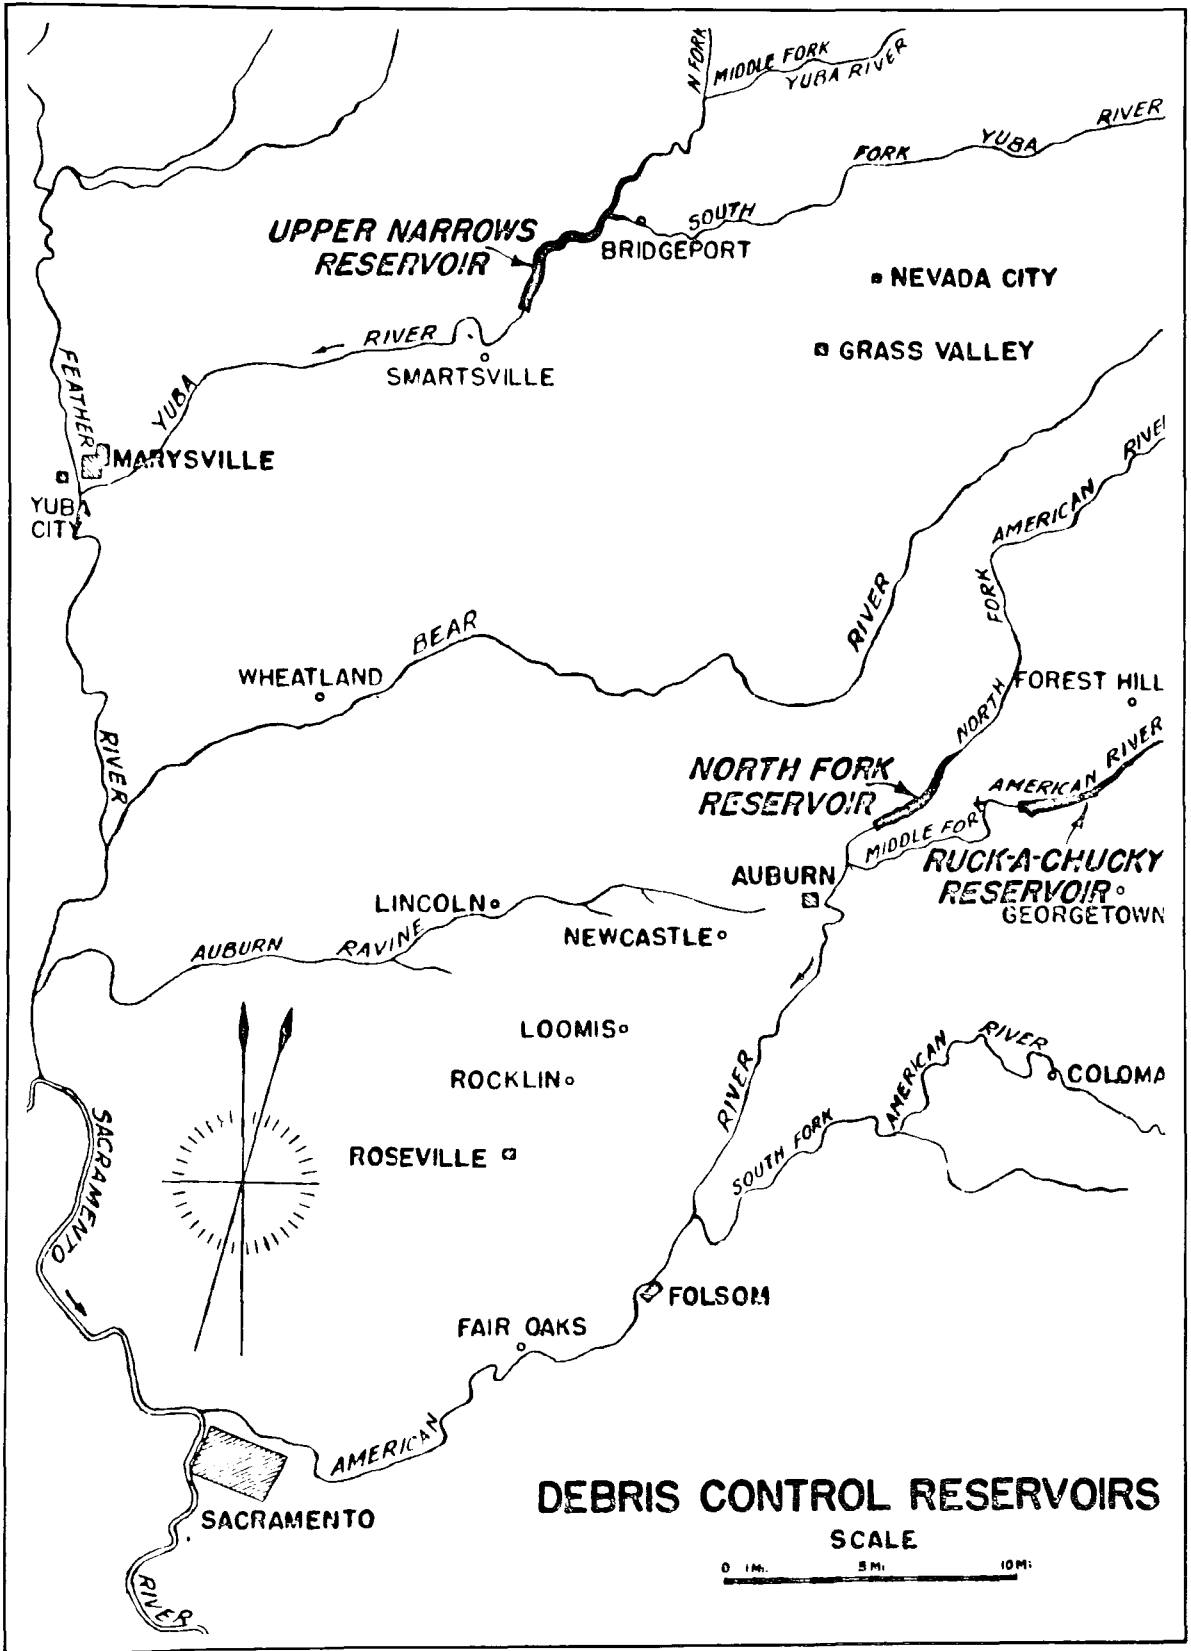 N FORK
MIDDLE FORK
YUBA RIVER
SOUTH FORK YUBA RIVER
UPPER NARROWS
RESERVOIR
BRIDGEPORT
NEVADA CITY
GRASS VALLEY
YUBA RIVER
SMARTSVILLE
FEATHER RIVER
MARYSVILLE
YUBA
CITY
BEAR RIVER
WHEATLAND
NORTH FORK AMERICAN RIVER
FOREST HILL
NORTH FORK
RESERVOIR
MIDDLE FORK AMERICAN RIVER
RUCK-A-CHUCKY
RESERVOIR
GEORGETOWN
AUBURN
LINCOLN
NEWCASTLE
AUBURN RAVINE
LOOMIS
ROCKLIN
ROSEVILLE
SOUTH FORK AMERICAN RIVER
COLOMA
SACRAMENTO RIVER
AMERICAN RIVER
FOLSOM
FAIR OAKS
SACRAMENTO
DEBRIS CONTROL RESERVOIRS
SCALE
0 1 Mi. 5 Mi 10 Mi